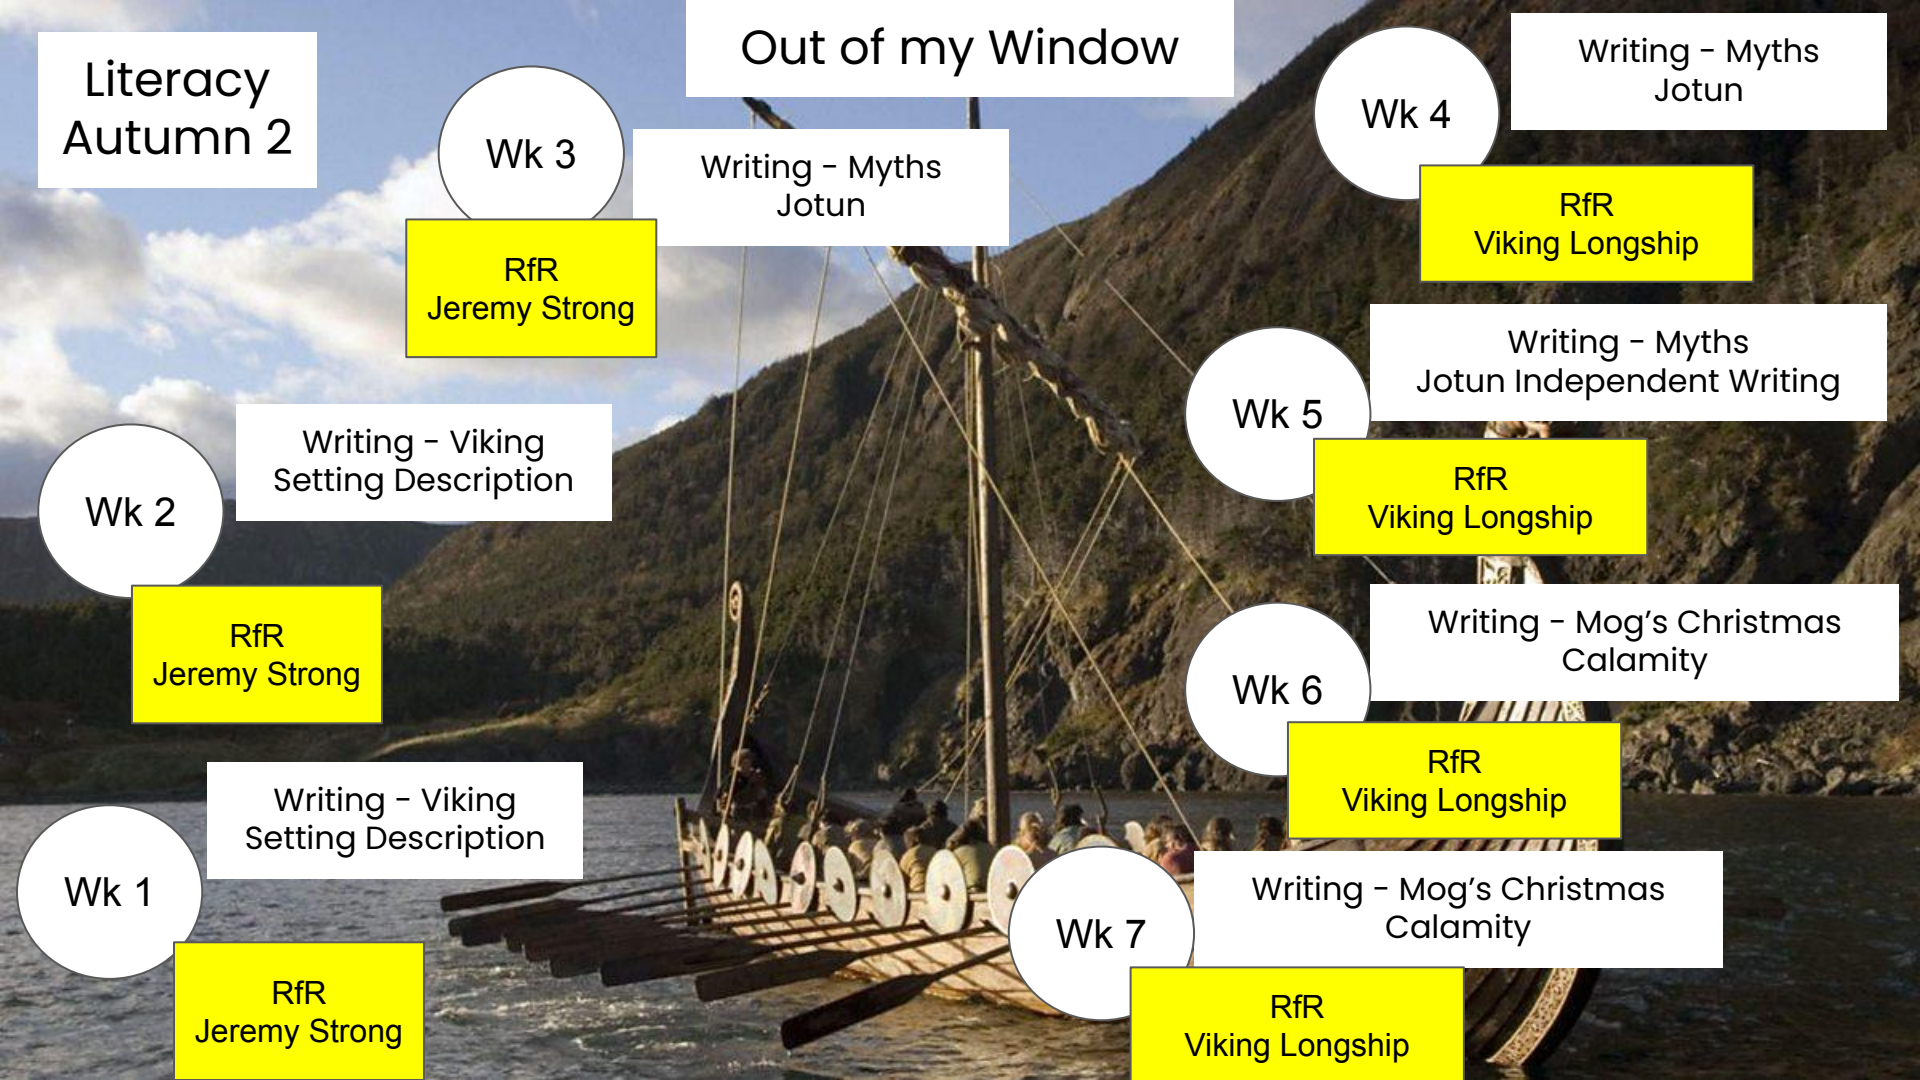 Literacy
Autumn 2
Out of my Window
Wk 1
Writing - Viking
Setting Description
RfR
Jeremy Strong
Wk 2
Writing - Viking
Setting Description
RfR
Jeremy Strong
Wk 3
Writing - Myths
Jotun
RfR
Jeremy Strong
Wk 4
Writing - Myths
Jotun
RfR
Viking Longship
Wk 5
Writing - Myths
Jotun Independent Writing
RfR
Viking Longship
Wk 6
Writing - Mog’s Christmas
Calamity
RfR
Viking Longship
Wk 7
Writing - Mog’s Christmas
Calamity
RfR
Viking Longship